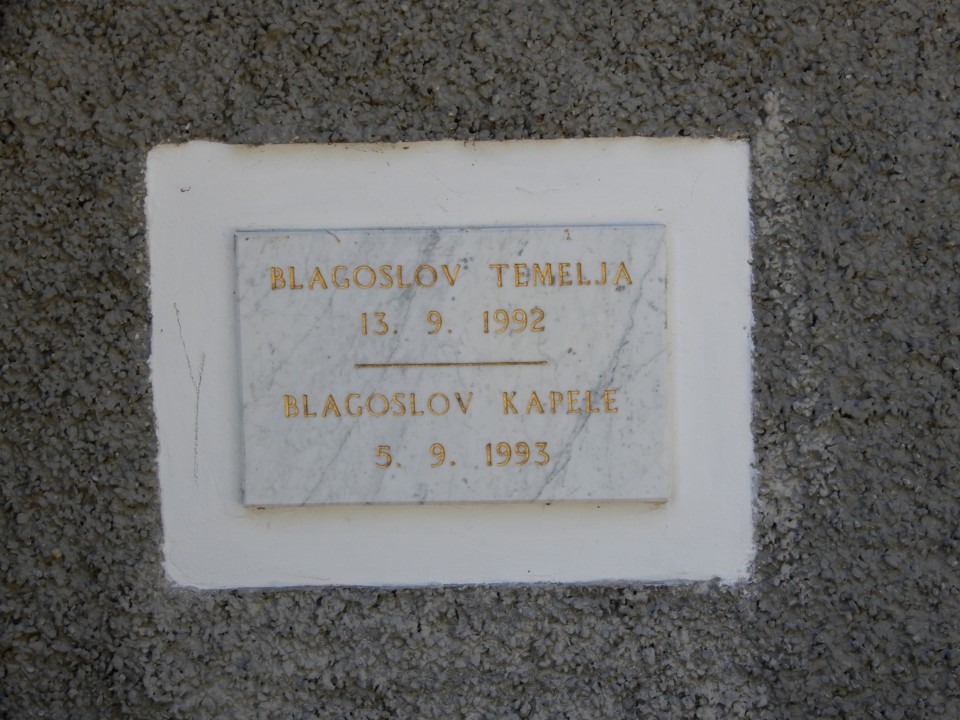 BLAGOSLOV TEMELJA
13. 9. 1992
BLAGOSLOV KAPELE
5. 9. 1993